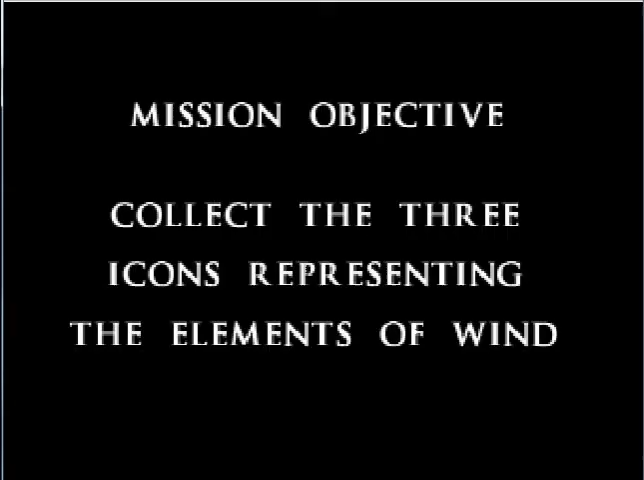 MISSION OBJECTIVE
COLLECT THE THREE
ICONS REPRESENTING
THE ELEMENTS OF WIND